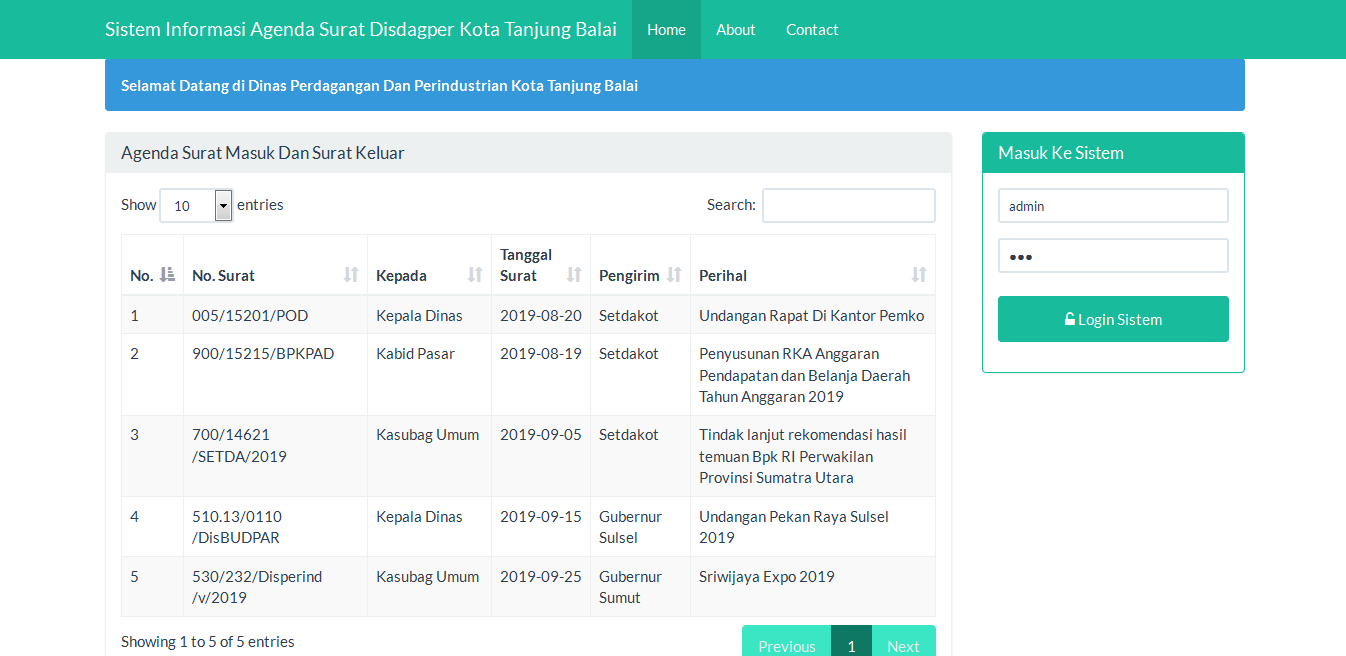 Sistem Informasi Agenda Surat Disdagper Kota Tanjung Balai Home About Contact
Selamat Datang di Dinas Perdagangan Dan Perindustrian Kota Tanjung Balai
Agenda Surat Masuk Dan Surat Keluar
Show 10 entries Search:
No. No. Surat Kepada Tanggal Surat Pengirim Perihal
1 005/15201/POD Kepala Dinas 2019-08-20 Setdakot Undangan Rapat Di Kantor Pemko
2 900/15215/BPKPAD Kabid Pasar 2019-08-19 Setdakot Penyusunan RKA Anggaran
Pendapatan dan Belanja Daerah
Tahun Anggaran 2019
3 700/14621 Kasubag Umum 2019-09-05 Setdakot Tindak lanjut rekomendasi hasil
/SETDA/2019 temuan Bpk RI Perwakilan
Provinsi Sumatra Utara
4 510.13/0110 Kepala Dinas 2019-09-15 Gubernur Undangan Pekan Raya Sulsel
/DisBUDPAR Sulsel 2019
5 530/232/Disperind Kasubag Umum 2019-09-25 Gubernur Sriwijaya Expo 2019
/v/2019 Sumut
Showing 1 to 5 of 5 entries Previous 1 Next
Masuk Ke Sistem
admin
•••
Login Sistem